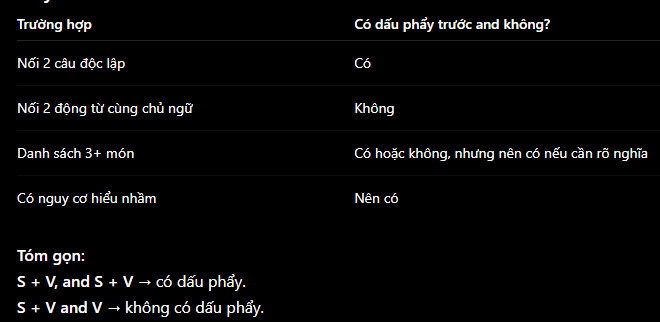 Trường hợp Có dấu phẩy trước and không?
Nối 2 câu độc lập Có
Nối 2 động từ cùng chủ ngữ Không
Danh sách 3+ món Có hoặc không, nhưng nên có nếu cần rõ nghĩa
Có nguy cơ hiểu nhầm Nên có
Tóm gọn:
S + V, and S + V → có dấu phẩy.
S + V and V → không có dấu phẩy.